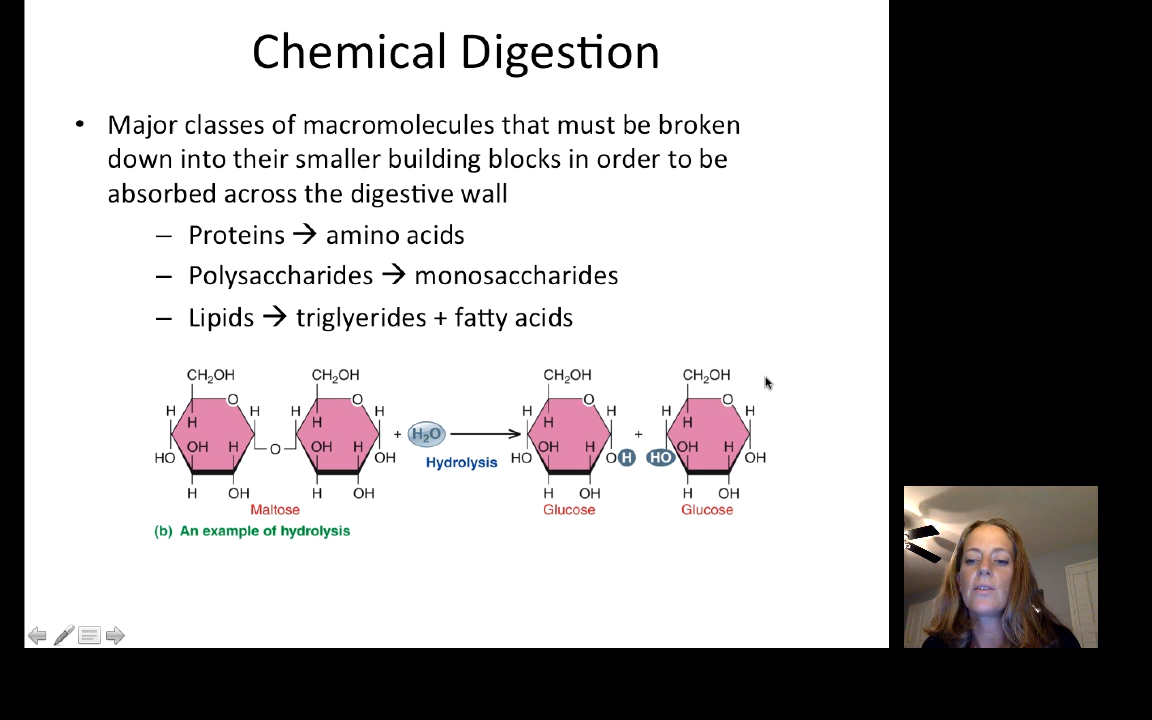 Chemical Digestion
• Major classes of macromolecules that must be broken
down into their smaller building blocks in order to be
absorbed across the digestive wall
– Proteins → amino acids
– Polysaccharides → monosaccharides
– Lipids → triglyerides + fatty acids
CH₂OH CH₂OH CH₂OH CH₂OH
O O O O
H H H H H H H H
H H H H
OH H OH H OH H OH H
HO O OH + H₂O → HO OH + HO OH
Hydrolysis
H OH H OH H OH H OH
Maltose Glucose Glucose
(b) An example of hydrolysis